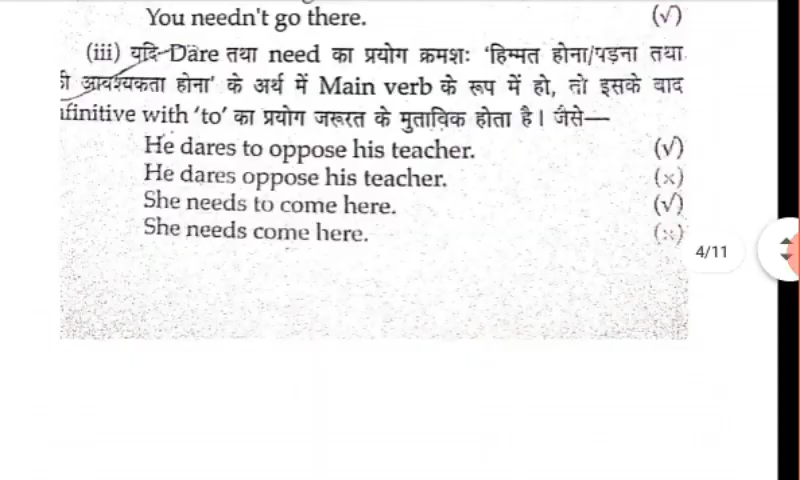 You needn't go there. (√)
(iii) यदि Dare तथा need का प्रयोग क्रमशः 'हिम्मत होना/पड़ना तथा
की आवश्यकता होना' के अर्थ में Main verb के रूप में हो, तो इसके बाद
ifinitive with 'to' का प्रयोग जरूरत के मुताबिक होता है। जैसे—
He dares to oppose his teacher. (√)
He dares oppose his teacher. (×)
She needs to come here. (√)
She needs come here. (×)
4/11